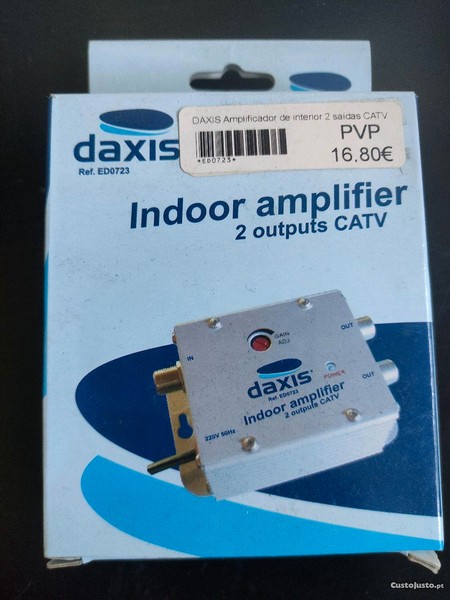 daxis
Ref. ED0723
DAXIS Amplificador de interior 2 saidas CATV
*ED0723*
PVP
16.80€
Indoor amplifier
2 outputs CATV
GAIN
ADJ
IN
OUT
daxis
Ref. ED0723
POWER
OUT
Indoor amplifier
2 outputs CATV
220V 50Hz
CustoJusto.pt